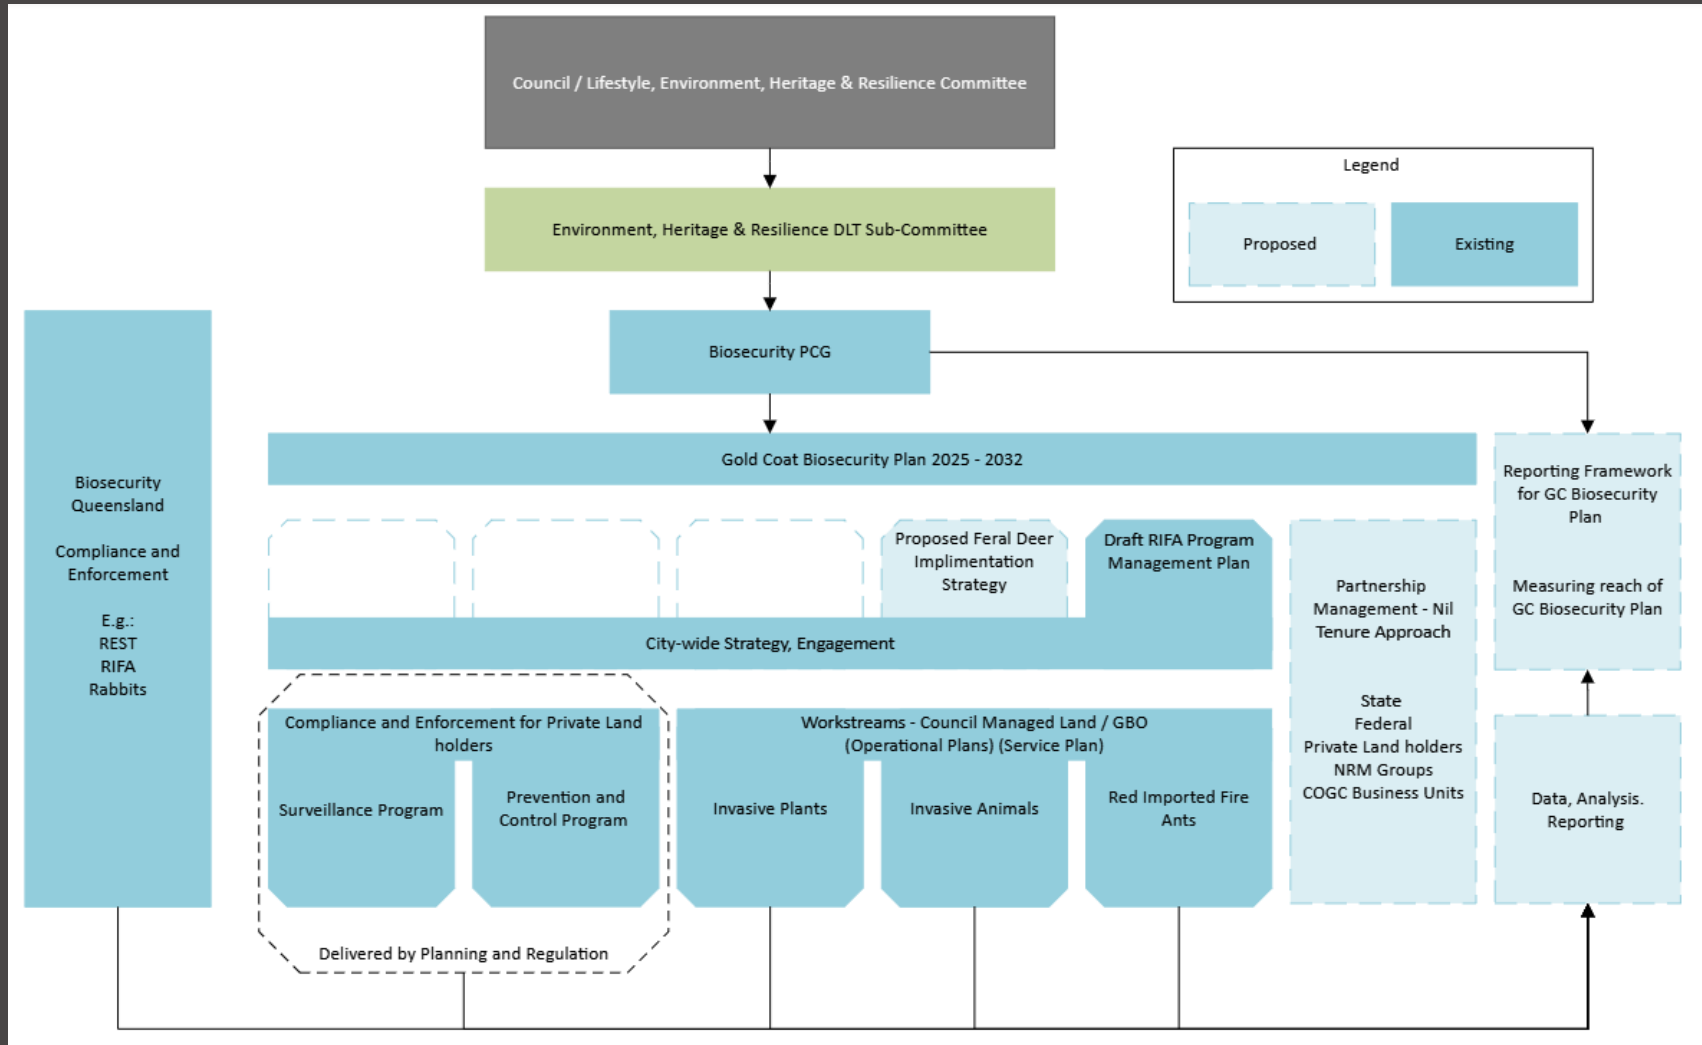 Council / Lifestyle, Environment, Heritage & Resilience Committee
Legend
Proposed
Existing
Environment, Heritage & Resilience DLT Sub-Committee
Biosecurity PCG
Biosecurity
Queensland
Compliance and
Enforcement
E.g.:
REST
RIFA
Rabbits
Gold Coat Biosecurity Plan 2025 - 2032
Proposed Feral Deer
Implimentation
Strategy
Draft RIFA Program
Management Plan
City-wide Strategy, Engagement
Compliance and Enforcement for Private Land
holders
Surveillance Program
Prevention and
Control Program
Delivered by Planning and Regulation
Workstreams - Council Managed Land / GBO
(Operational Plans) (Service Plan)
Invasive Plants
Invasive Animals
Red Imported Fire
Ants
Partnership
Management - Nil
Tenure Approach
State
Federal
Private Land holders
NRM Groups
COGC Business Units
Reporting Framework
for GC Biosecurity
Plan
Measuring reach of
GC Biosecurity Plan
Data, Analysis.
Reporting